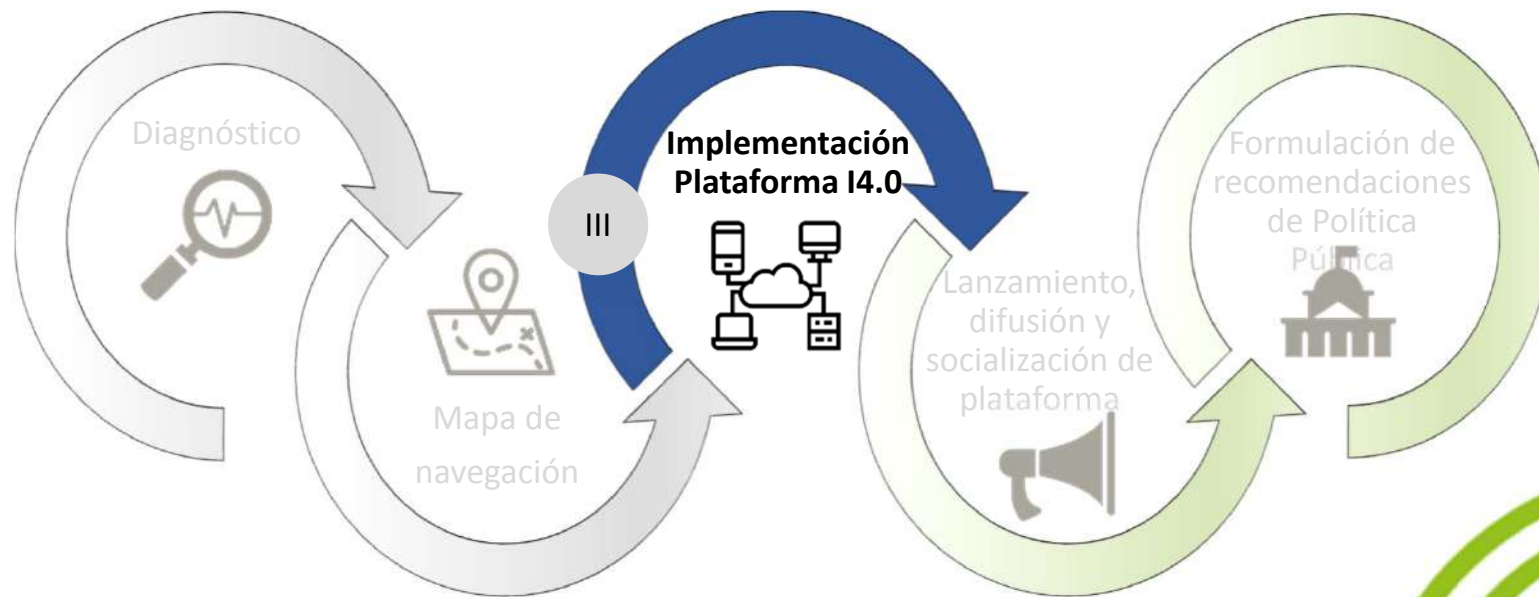 Diagnóstico
Mapa de
navegación
III
Implementación
Plataforma I4.0
Lanzamiento,
difusión y
socialización de
plataforma
Formulación de
recomendaciones
de Política
Pública